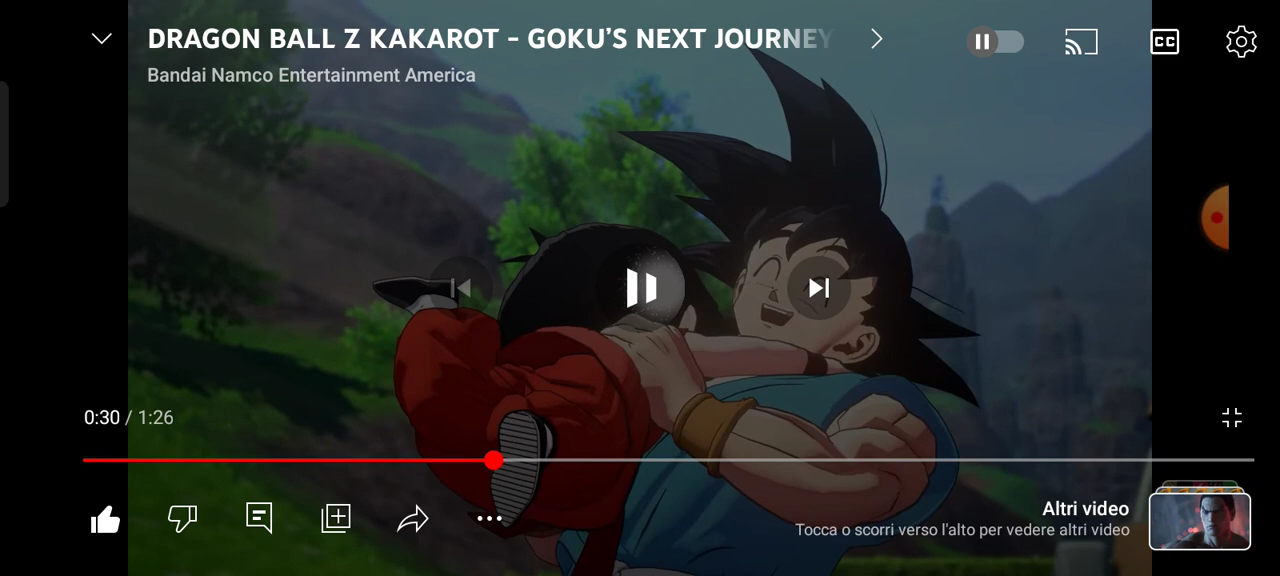 DRAGON BALL Z KAKAROT - GOKU'S NEXT JOURNEY
Bandai Namco Entertainment America
CC
0:30 / 1:26
Altri video
Tocca o scorri verso l'alto per vedere altri video